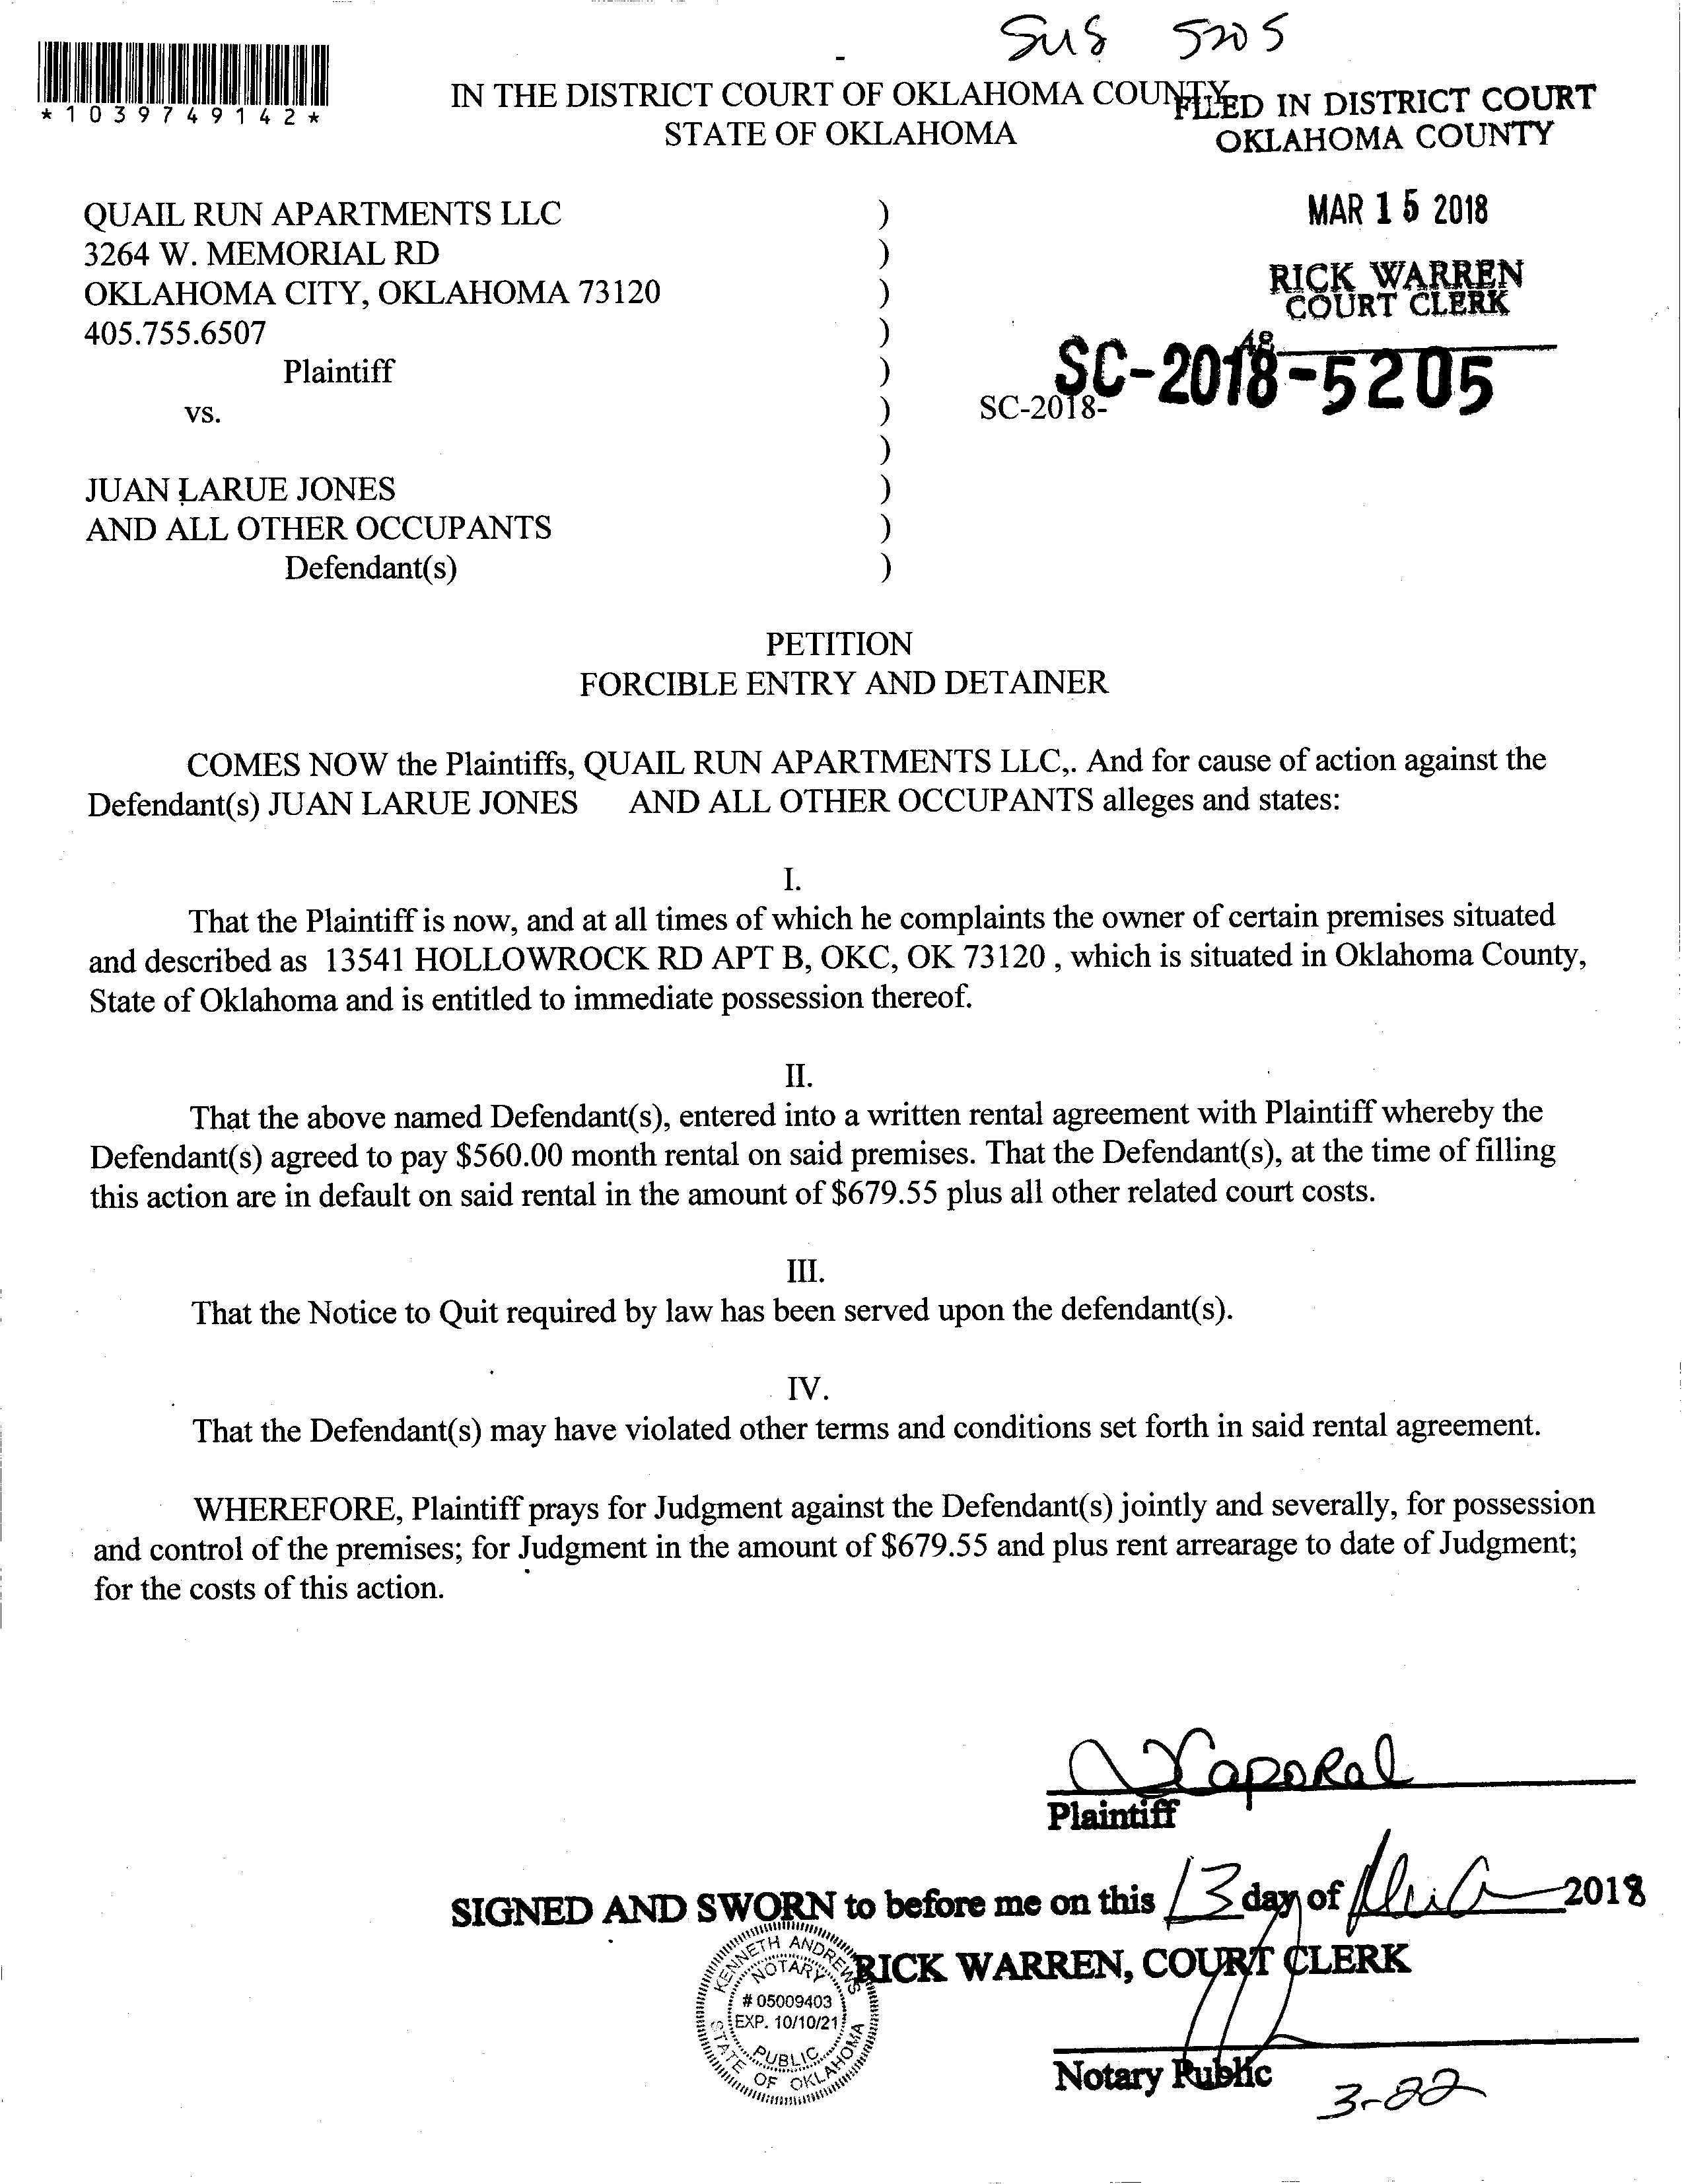 5205
*1039749142*
IN THE DISTRICT COURT OF OKLAHOMA COUNTY
STATE OF OKLAHOMA
FILED IN DISTRICT COURT
OKLAHOMA COUNTY
MAR 15 2018
RICK WARREN
COURT CLERK
48
SC-2018-5205
QUAIL RUN APARTMENTS LLC )
3264 W. MEMORIAL RD )
OKLAHOMA CITY, OKLAHOMA 73120 )
405.755.6507 )
Plaintiff )
vs. ) SC-2018-
)
JUAN LARUE JONES )
AND ALL OTHER OCCUPANTS )
Defendant(s) )
PETITION
FORCIBLE ENTRY AND DETAINER
COMES NOW the Plaintiffs, QUAIL RUN APARTMENTS LLC,. And for cause of action against the
Defendant(s) JUAN LARUE JONES AND ALL OTHER OCCUPANTS alleges and states:
I.
That the Plaintiff is now, and at all times of which he complaints the owner of certain premises situated
and described as 13541 HOLLOWROCK RD APT B, OKC, OK 73120 , which is situated in Oklahoma County,
State of Oklahoma and is entitled to immediate possession thereof.
II.
That the above named Defendant(s), entered into a written rental agreement with Plaintiff whereby the
Defendant(s) agreed to pay $560.00 month rental on said premises. That the Defendant(s), at the time of filling
this action are in default on said rental in the amount of $679.55 plus all other related court costs.
III.
That the Notice to Quit required by law has been served upon the defendant(s).
IV.
That the Defendant(s) may have violated other terms and conditions set forth in said rental agreement.
WHEREFORE, Plaintiff prays for Judgment against the Defendant(s) jointly and severally, for possession
and control of the premises; for Judgment in the amount of $679.55 and plus rent arrearage to date of Judgment;
for the costs of this action.
Caporal
Plaintiff
SIGNED AND SWORN to before me on this 13 day of 2018
RICK WARREN, COURT CLERK
KENNETH ANDREWS
NOTARY
# 05009403
EXP. 10/10/21
PUBLIC
STATE OF OKLAHOMA
Notary Public
3-22